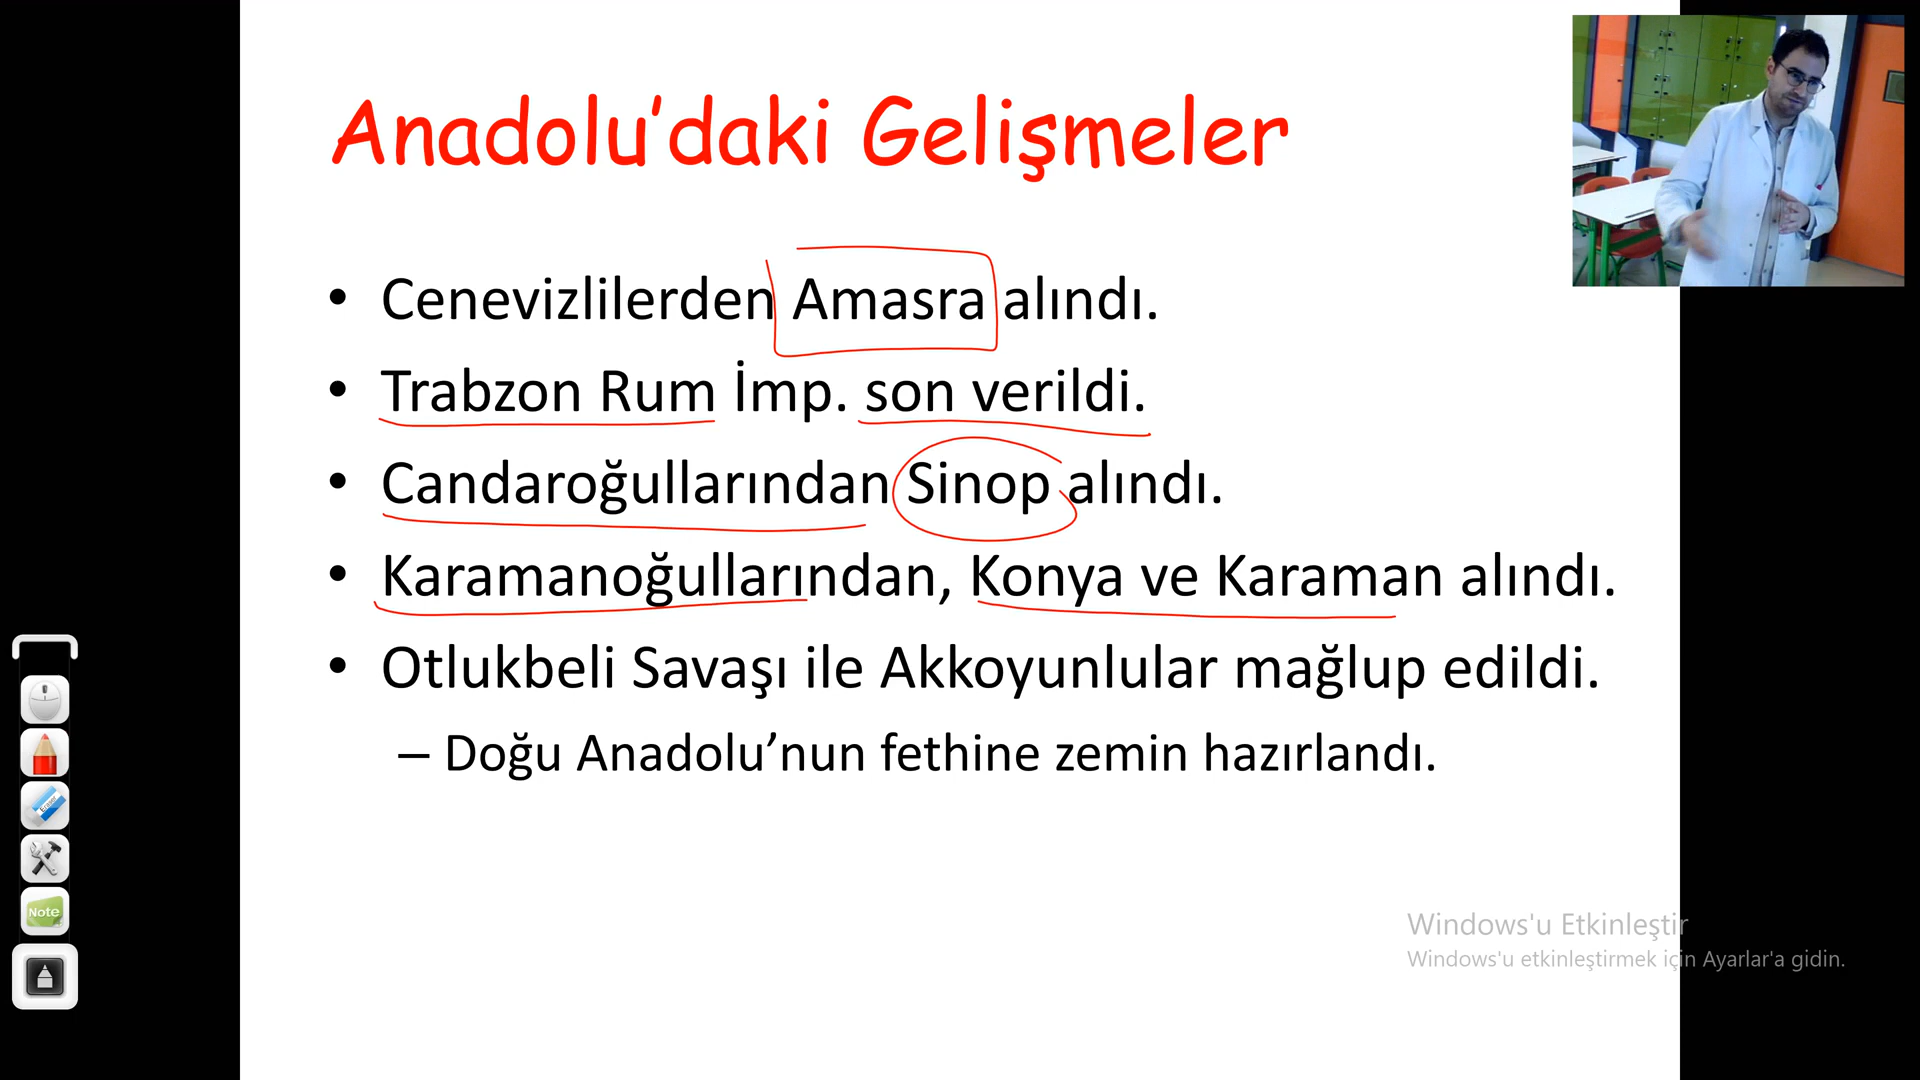 Anadolu’daki Gelişmeler
• Cenevizlilerden Amasra alındı.
• Trabzon Rum İmp. son verildi.
• Candaroğullarından Sinop alındı.
• Karamanoğullarından, Konya ve Karaman alındı.
• Otlukbeli Savaşı ile Akkoyunlular mağlup edildi.
– Doğu Anadolu’nun fethine zemin hazırlandı.
Note
Windows'u Etkinleştir
Windows'u etkinleştirmek için Ayarlar'a gidin.